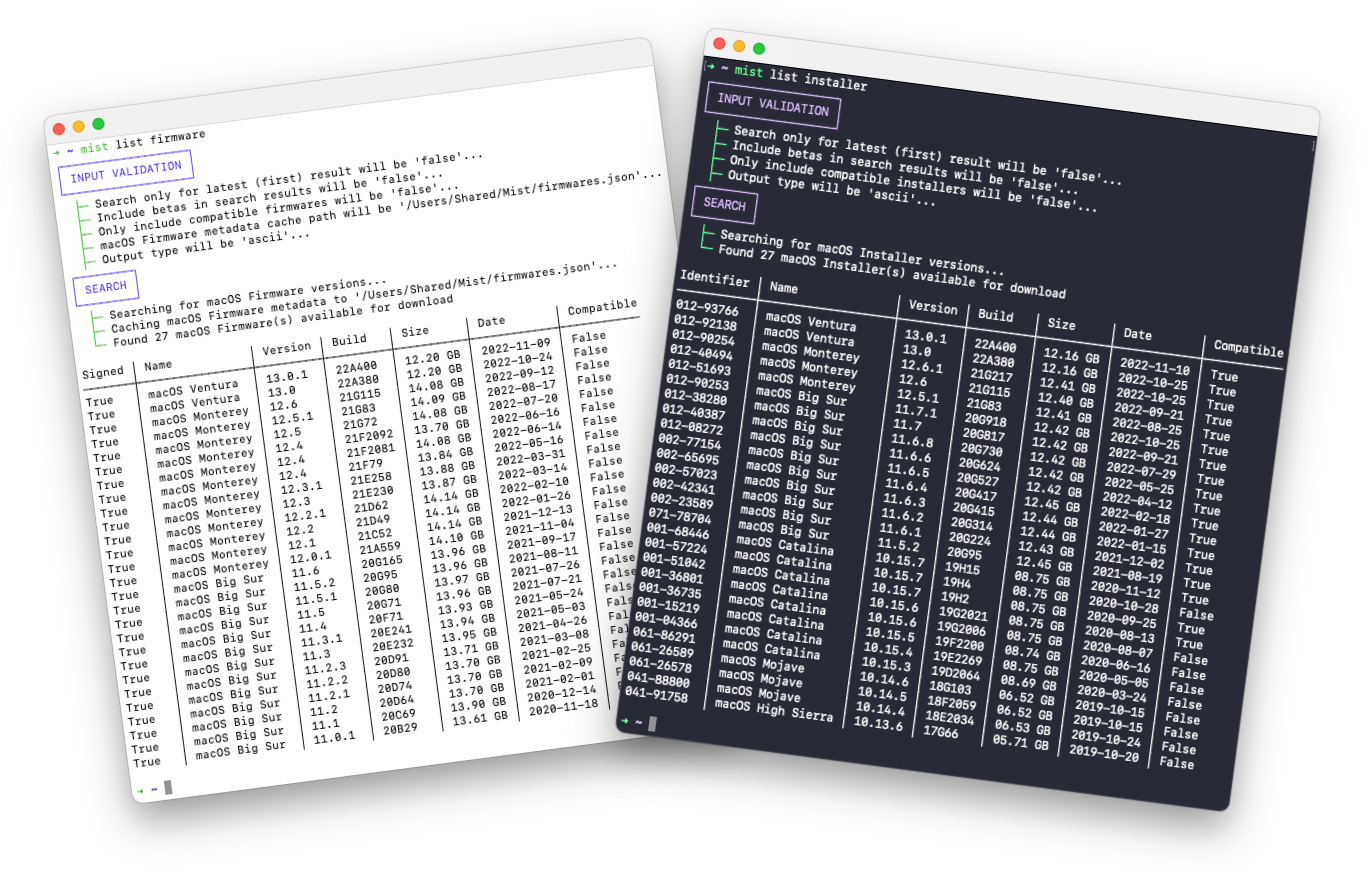 ➜ ~ mist list firmware
INPUT VALIDATION
Search only for latest (first) result will be 'false'...
Include betas in search results will be 'false'...
Only include compatible firmwares will be 'false'...
macOS Firmware metadata cache path will be '/Users/Shared/Mist/firmwares.json'...
Output type will be 'ascii'...
SEARCH
Searching for macOS Firmware versions...
Caching macOS Firmware metadata to '/Users/Shared/Mist/firmwares.json'...
Found 27 macOS Firmware(s) available for download
Signed Name Version Build Size Date Compatible
True macOS Ventura 13.0.1 22A400 12.20 GB 2022-11-09 False
True macOS Ventura 13.0 22A380 12.20 GB 2022-10-24 False
True macOS Monterey 12.6 21G115 14.08 GB 2022-09-12 False
True macOS Monterey 12.5.1 21G83 14.09 GB 2022-08-17 False
True macOS Monterey 12.5 21G72 14.08 GB 2022-07-20 False
True macOS Monterey 12.4 21F2092 13.70 GB 2022-06-16 False
True macOS Monterey 12.4 21F2081 14.08 GB 2022-06-14 False
True macOS Monterey 12.4 21F79 13.84 GB 2022-05-16 False
True macOS Monterey 12.3.1 21E258 13.88 GB 2022-03-31 False
True macOS Monterey 12.3 21E230 13.87 GB 2022-03-14 False
True macOS Monterey 12.2.1 21D62 14.14 GB 2022-02-10 False
True macOS Monterey 12.2 21D49 14.14 GB 2022-01-26 False
True macOS Monterey 12.1 21C52 14.14 GB 2021-12-13 False
True macOS Monterey 12.0.1 21A559 14.10 GB 2021-11-04 False
True macOS Big Sur 11.6 20G165 13.96 GB 2021-09-17 False
True macOS Big Sur 11.5.2 20G95 13.96 GB 2021-08-11 False
True macOS Big Sur 11.5.1 20G80 13.97 GB 2021-07-26 False
True macOS Big Sur 11.5 20G71 13.96 GB 2021-07-21
True macOS Big Sur 11.4 20F71 13.93 GB 2021-05-24
True macOS Big Sur 11.3.1 20E241 13.94 GB 2021-05-03
True macOS Big Sur 11.3 20E232 13.95 GB 2021-04-26
True macOS Big Sur 11.2.3 20D91 13.71 GB 2021-03-08
True macOS Big Sur 11.2.2 20D80 13.70 GB 2021-02-25
True macOS Big Sur 11.2.1 20D74 13.70 GB 2021-02-09
True macOS Big Sur 11.2 20D64 13.70 GB 2021-02-01
True macOS Big Sur 11.1 20C69 13.90 GB 2020-12-14
True macOS Big Sur 11.0.1 20B29 13.61 GB 2020-11-18
➜ ~
➜ ~ mist list installer
INPUT VALIDATION
Search only for latest (first) result will be 'false'...
Include betas in search results will be 'false'...
Only include compatible installers will be 'false'...
Output type will be 'ascii'...
SEARCH
Searching for macOS Installer versions...
Found 27 macOS Installer(s) available for download
Identifier Name Version Build Size Date Compatible
012-93766 macOS Ventura 13.0.1 22A400 12.16 GB 2022-11-10 True
012-92138 macOS Ventura 13.0 22A380 12.16 GB 2022-10-25 True
012-90254 macOS Monterey 12.6.1 21G217 12.41 GB 2022-10-25 True
012-40494 macOS Monterey 12.6 21G115 12.40 GB 2022-09-21 True
012-51693 macOS Monterey 12.5.1 21G83 12.41 GB 2022-08-25 True
012-90253 macOS Big Sur 11.7.1 20G918 12.42 GB 2022-10-25 True
012-38280 macOS Big Sur 11.7 20G817 12.42 GB 2022-09-21 True
012-40387 macOS Big Sur 11.6.8 20G730 12.42 GB 2022-07-29 True
012-08272 macOS Big Sur 11.6.6 20G624 12.42 GB 2022-05-25 True
002-77154 macOS Big Sur 11.6.5 20G527 12.42 GB 2022-04-12 True
002-65695 macOS Big Sur 11.6.4 20G417 12.45 GB 2022-02-18 True
002-57023 macOS Big Sur 11.6.3 20G415 12.44 GB 2022-01-27 True
002-42341 macOS Big Sur 11.6.2 20G314 12.44 GB 2022-01-15 True
002-23589 macOS Big Sur 11.6.1 20G224 12.43 GB 2021-12-02 True
071-78704 macOS Big Sur 11.5.2 20G95 12.45 GB 2021-08-19 True
001-68446 macOS Catalina 10.15.7 19H15 08.75 GB 2020-11-12 True
001-57224 macOS Catalina 10.15.7 19H4 08.75 GB 2020-10-28 False
001-51042 macOS Catalina 10.15.7 19H2 08.75 GB 2020-09-25 True
001-36801 macOS Catalina 10.15.6 19G2021 08.75 GB 2020-08-13 True
001-36735 macOS Catalina 10.15.6 19G2006 08.75 GB 2020-08-07 False
001-15219 macOS Catalina 10.15.5 19F2200 08.74 GB 2020-06-16 False
001-04366 macOS Catalina 10.15.4 19E2269 08.75 GB 2020-05-05 False
061-86291 macOS Catalina 10.15.3 19D2064 08.69 GB 2020-03-24 False
061-26589 macOS Mojave 10.14.6 18G103 06.52 GB 2019-10-15 False
061-26578 macOS Mojave 10.14.5 18F2059 06.52 GB 2019-10-15 False
041-88800 macOS Mojave 10.14.4 18E2034 06.53 GB 2019-10-24 False
041-91758 macOS High Sierra 10.13.6 17G66 05.71 GB 2019-10-20 False
➜ ~